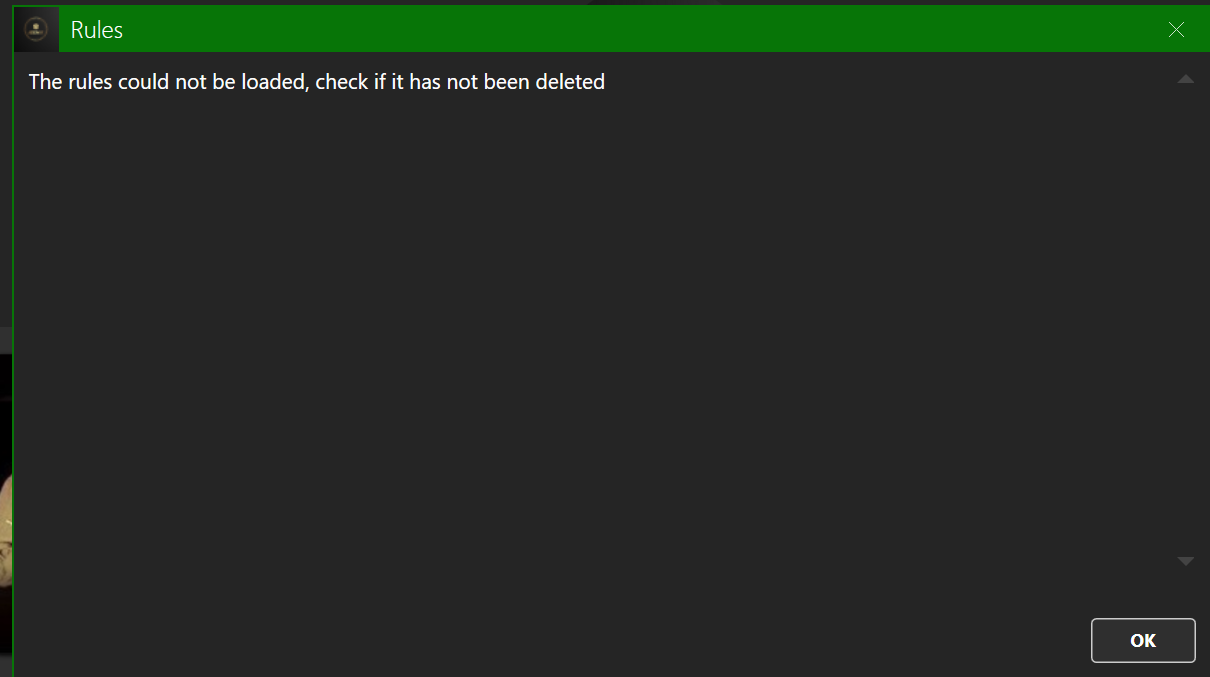 Rules
The rules could not be loaded, check if it has not been deleted
OK